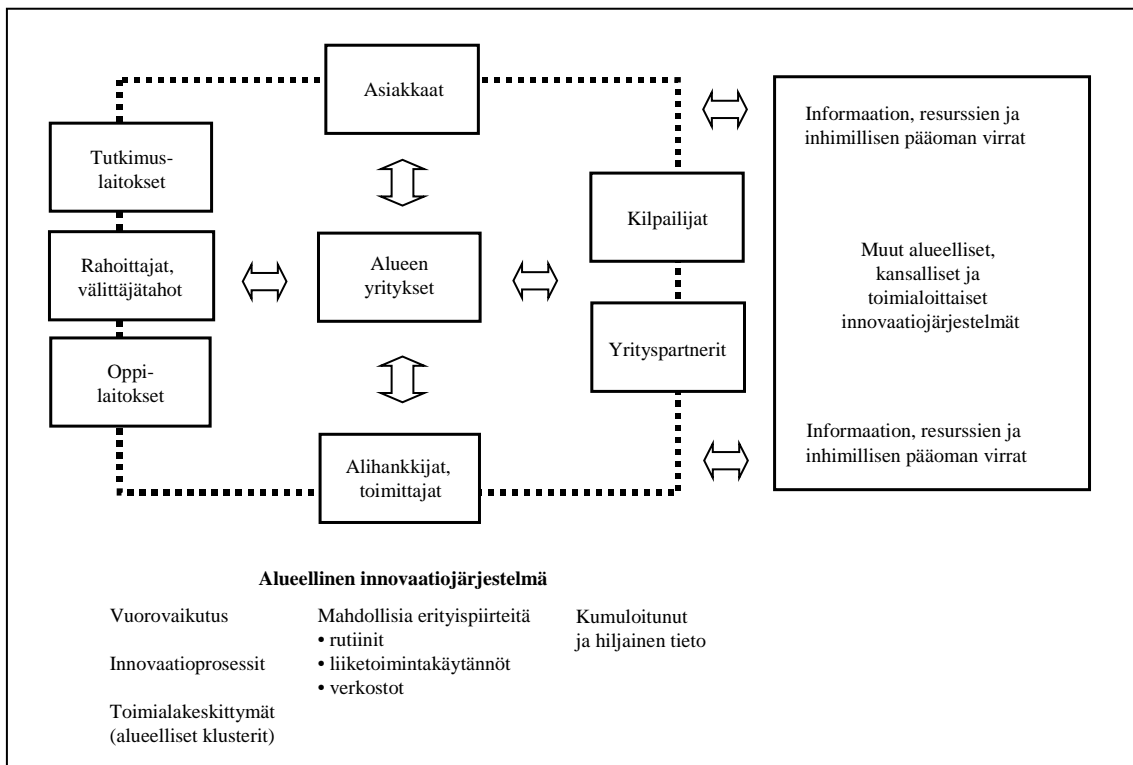 Asiakkaat
Tutkimus-
laitokset
Rahoittajat,
välittäjätahot
Oppi-
laitokset
Alueen
yritykset
Kilpailijat
Yrityspartnerit
Alihankkijat,
toimittajat
Informaation, resurssien ja
inhimillisen pääoman virrat
Muut alueelliset,
kansalliset ja
toimialoittaiset
innovaatiojärjestelmät
Informaation, resurssien ja
inhimillisen pääoman virrat
Alueellinen innovaatiojärjestelmä
Vuorovaikutus
Innovaatioprosessit
Toimialakeskittymät
(alueelliset klusterit)
Mahdollisia erityispiirteitä
• rutiinit
• liiketoimintakäytännöt
• verkostot
Kumuloitunut
ja hiljainen tieto